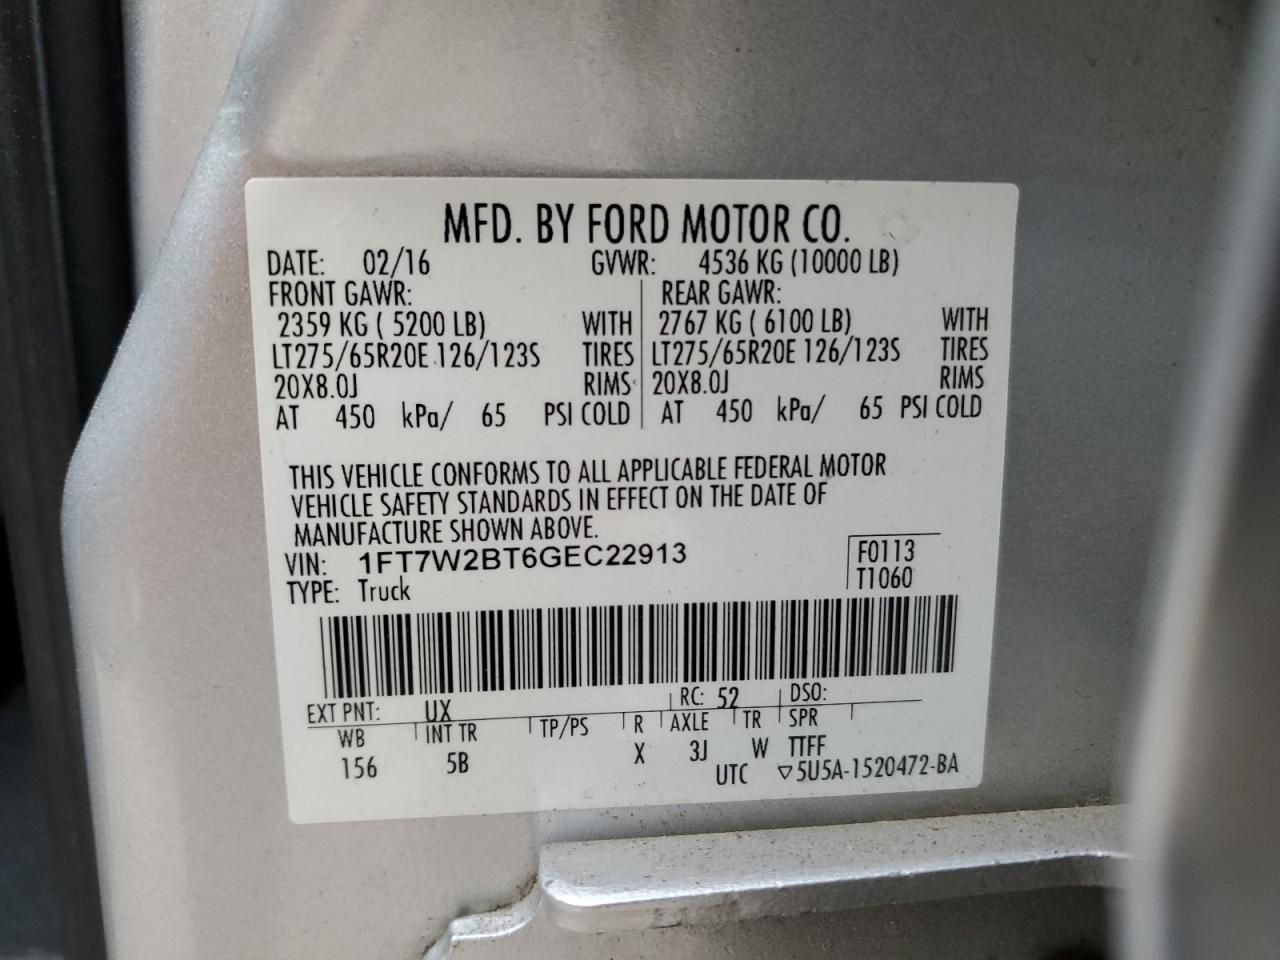 MFD. BY FORD MOTOR CO.
DATE: 02/16 GVWR: 4536 KG (10000 LB)
FRONT GAWR: REAR GAWR:
2359 KG ( 5200 LB) WITH 2767 KG ( 6100 LB) WITH
LT275/65R20E 126/123S TIRES LT275/65R20E 126/123S TIRES
20X8.0J RIMS 20X8.0J RIMS
AT 450 kPa/ 65 PSI COLD AT 450 kPa/ 65 PSI COLD
THIS VEHICLE CONFORMS TO ALL APPLICABLE FEDERAL MOTOR
VEHICLE SAFETY STANDARDS IN EFFECT ON THE DATE OF
MANUFACTURE SHOWN ABOVE.
VIN: 1FT7W2BT6GEC22913 F0113
TYPE: Truck T1060
EXT PNT: UX RC: 52 DSO:
WB INT TR TP/PS R AXLE TR SPR
156 5B X 3J W TTFF
UTC ▽5U5A-1520472-BA